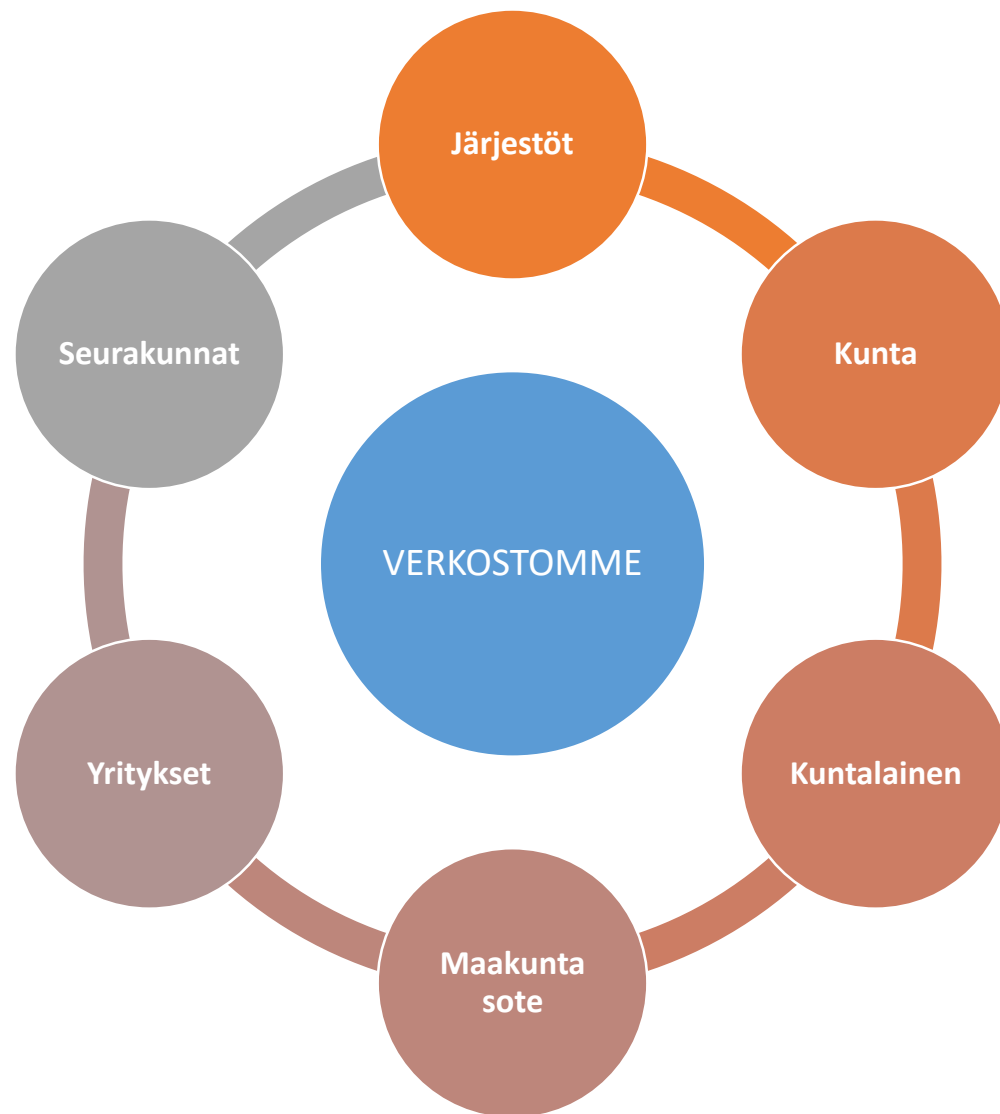 Järjestöt
Kunta
Kuntalainen
Maakunta
sote
Yritykset
Seurakunnat
VERKOSTOMME